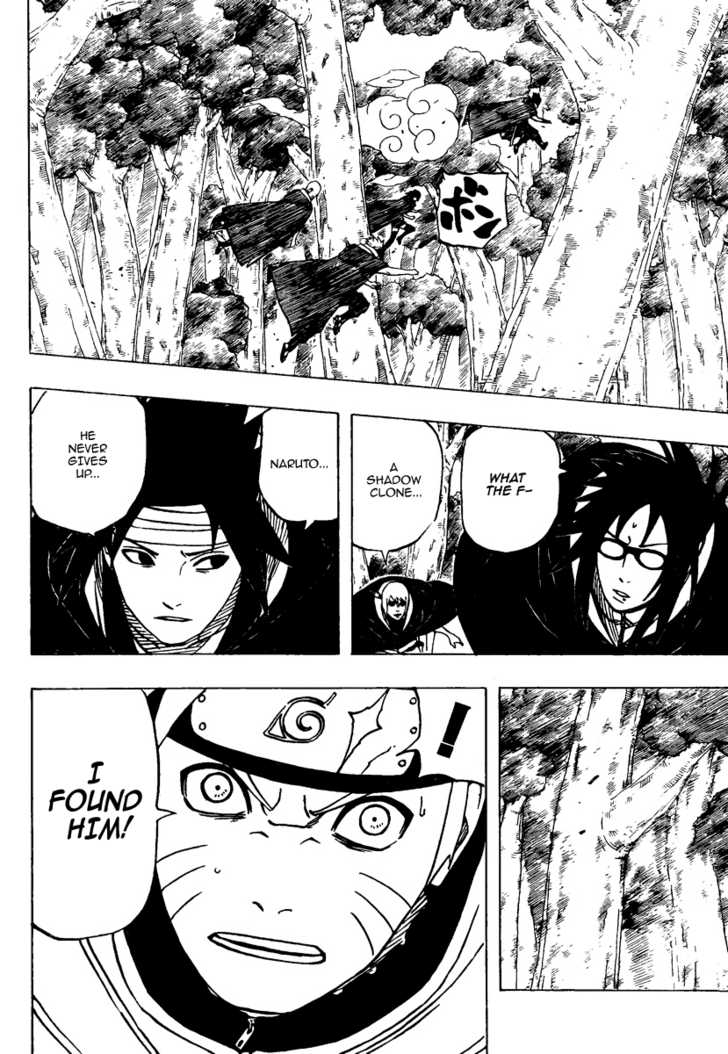 ボン
WHAT
THE F-
A
SHADOW
CLONE...
NARUTO...
HE
NEVER
GIVES
UP...
!
I
FOUND
HIM!